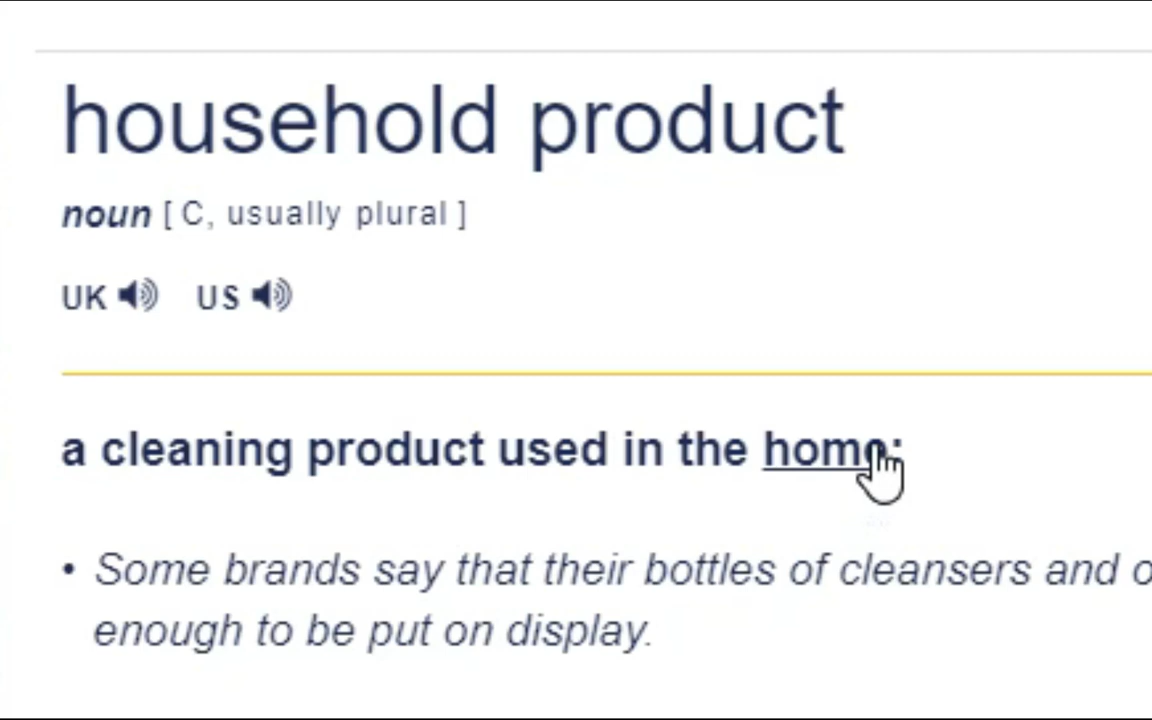 household product
noun [ C, usually plural ]
UK US
a cleaning product used in the home:
• Some brands say that their bottles of cleansers and
enough to be put on display.